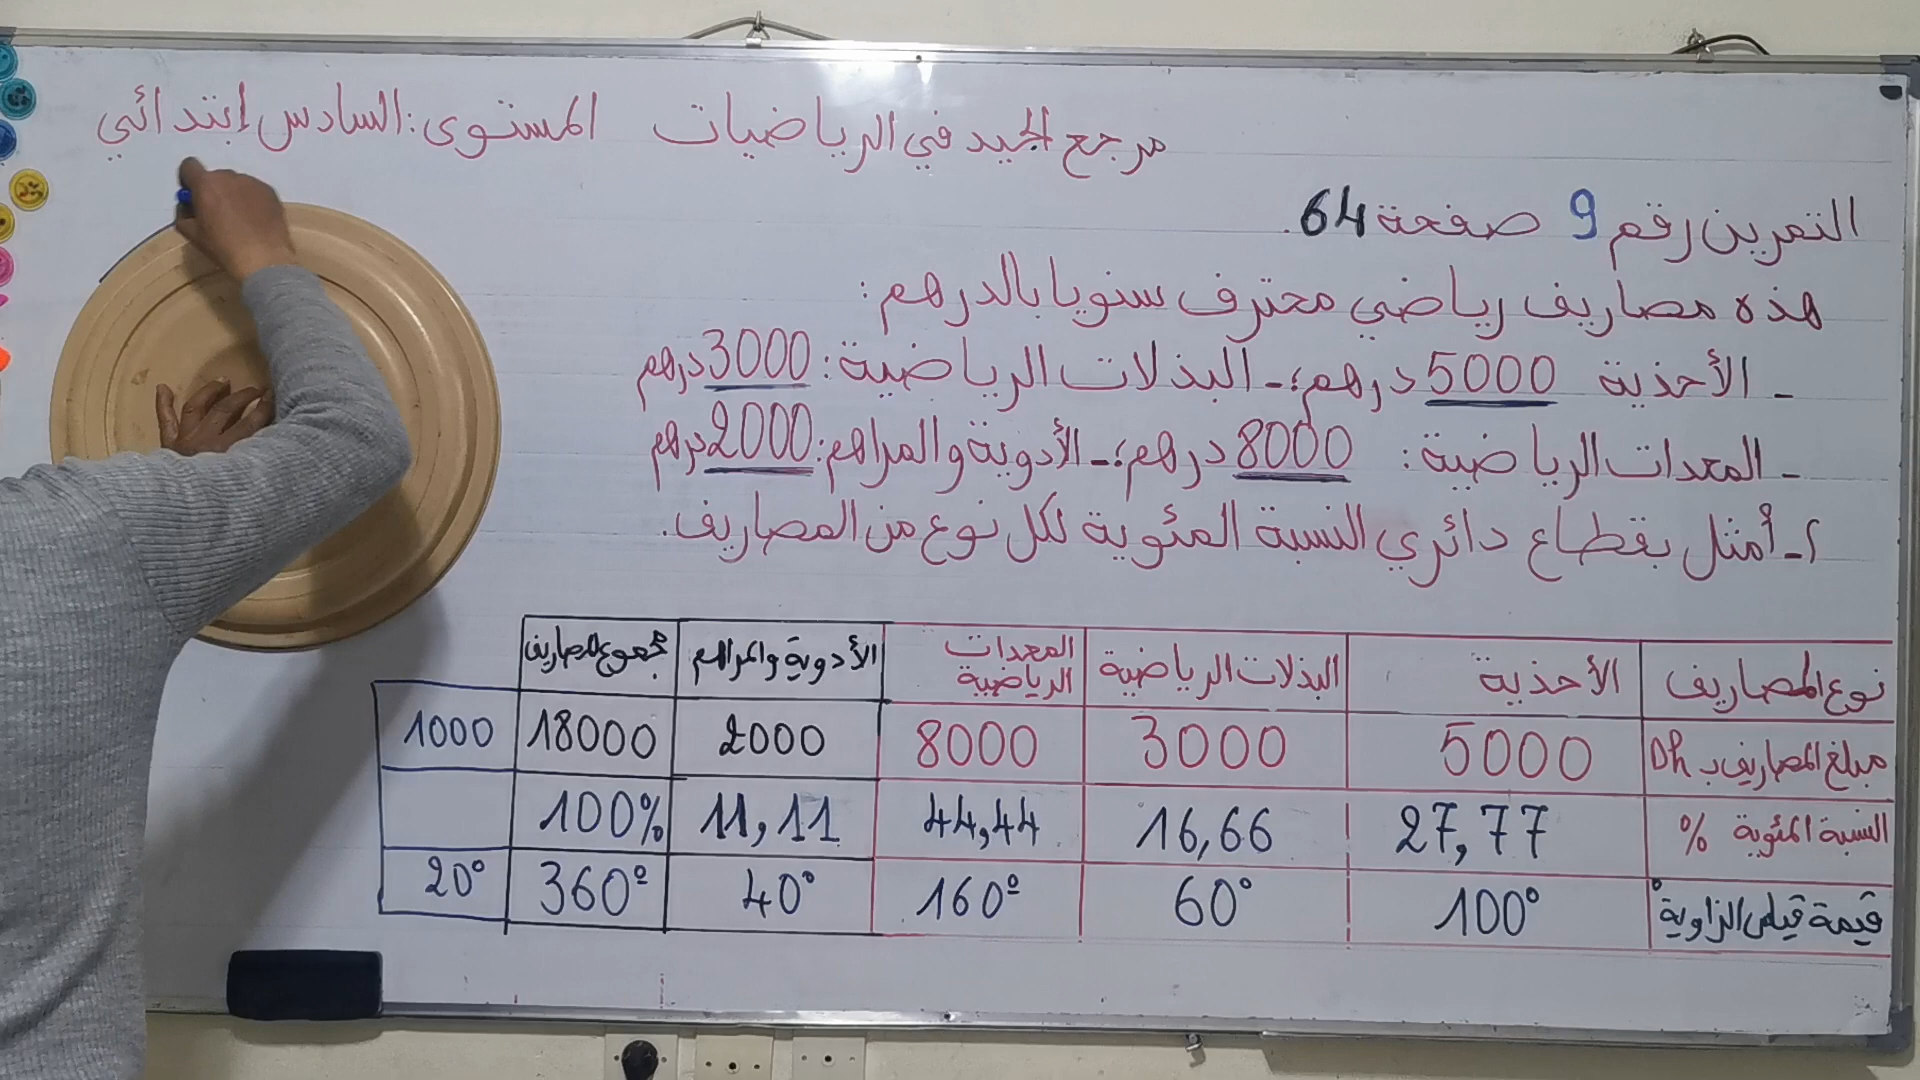 مرجع الجيد في الرياضيات المستوى: السادس إبتدائي
التمرين رقم 9 صفحة 64.
هذه مصاريف رياضي محترف سنويا بالدرهم:
- الأحذية 5000 درهم؛ - البذلات الرياضية: 3000 درهم
- المعدات الرياضية: 8000 درهم؛ - الأدوية والمراهم: 2000 درهم
2- أمثل بقطاع دائري النسبة المئوية لكل نوع من المصاريف.
نوع المصاريف الأحذية البذلات الرياضية المعدات الرياضية الأدوية والمراهم مجموع المصاريف
مبلغ المصاريف ب Dh 5000 3000 8000 2000 18000 1000
النسبة المئوية % 27,77 16,66 44,44 11,11 100%
قيمة قياس الزاوية° 100° 60° 160° 40° 360° 20°